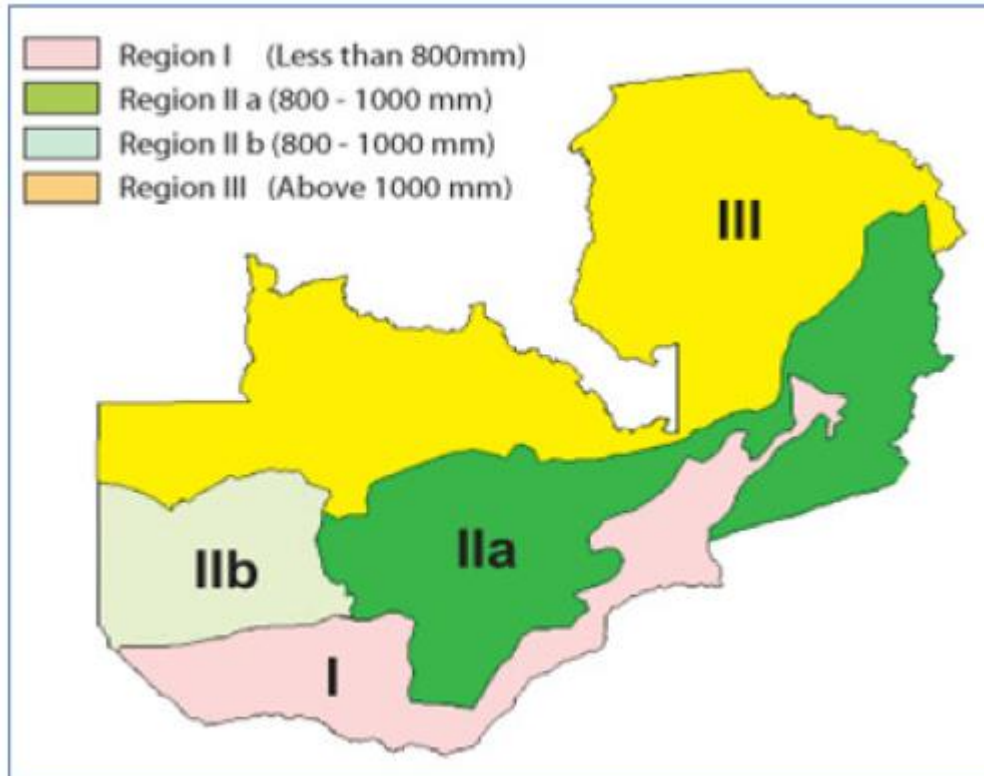 Region I (Less than 800mm)
Region II a (800 - 1000 mm)
Region II b (800 - 1000 mm)
Region III (Above 1000 mm)
III
IIa
IIb
I